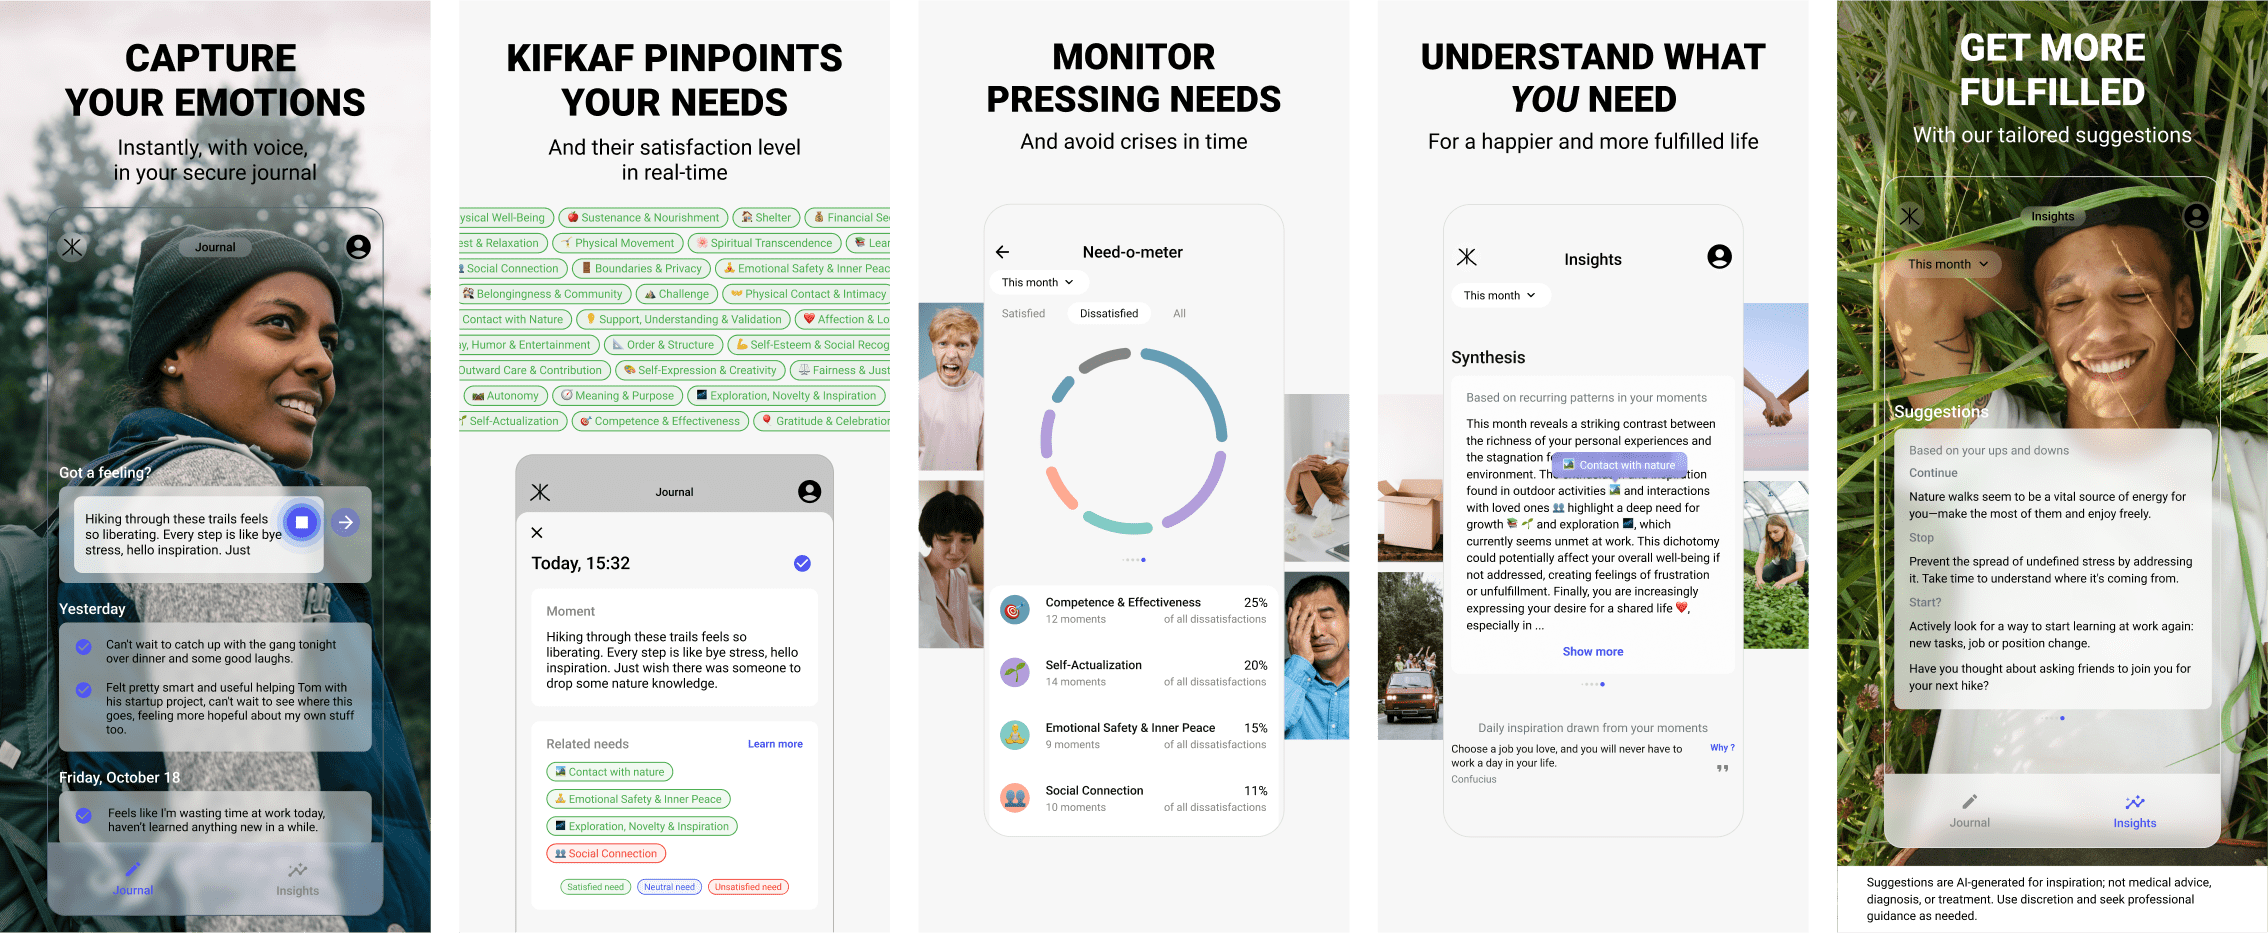 CAPTURE
YOUR EMOTIONS
Instantly, with voice,
in your secure journal
Journal
Got a feeling?
Hiking through these trails feels
so liberating. Every step is like bye
stress, hello inspiration. Just
Yesterday
Can't wait to catch up with the gang tonight
over dinner and some good laughs.
Felt pretty smart and useful helping Tom with
his startup project, can't wait to see where this
goes, feeling more hopeful about my own stuff
too.
Friday, October 18
Feels like I'm wasting time at work today,
haven't learned anything new in a while.
Journal
Insights
KIFKAF PINPOINTS
YOUR NEEDS
And their satisfaction level
in real-time
ysical Well-Being Sustenance & Nourishment Shelter Financial Se
est & Relaxation Physical Movement Spiritual Transcendence Lear
Social Connection Boundaries & Privacy Emotional Safety & Inner Peac
Belongingness & Community Challenge Physical Contact & Intimacy
Contact with Nature Support, Understanding & Validation Affection & Lo
y, Humor & Entertainment Order & Structure Self-Esteem & Social Recog
Outward Care & Contribution Self-Expression & Creativity Fairness & Just
Autonomy Meaning & Purpose Exploration, Novelty & Inspiration
Self-Actualization Competence & Effectiveness Gratitude & Celebration
Journal
Today, 15:32
Moment
Hiking through these trails feels so
liberating. Every step is like bye stress, hello
inspiration. Just wish there was someone to
drop some nature knowledge.
Related needs Learn more
Contact with nature
Emotional Safety & Inner Peace
Exploration, Novelty & Inspiration
Social Connection
Satisfied need Neutral need Unsatisfied need
MONITOR
PRESSING NEEDS
And avoid crises in time
Need-o-meter
This month
Satisfied Dissatisfied All
Competence & Effectiveness 25%
12 moments of all dissatisfactions
Self-Actualization 20%
14 moments of all dissatisfactions
Emotional Safety & Inner Peace 15%
9 moments of all dissatisfactions
Social Connection 11%
10 moments of all dissatisfactions
UNDERSTAND WHAT
YOU NEED
For a happier and more fulfilled life
Insights
This month
Synthesis
Based on recurring patterns in your moments
This month reveals a striking contrast between
the richness of your personal experiences and
the stagnation f
Contact with nature
environment. The
found in outdoor activities and interactions
with loved ones highlight a deep need for
growth and exploration , which
currently seems unmet at work. This dichotomy
could potentially affect your overall well-being if
not addressed, creating feelings of frustration
or unfulfillment. Finally, you are increasingly
expressing your desire for a shared life ,
especially in ...
Show more
Daily inspiration drawn from your moments
Choose a job you love, and you will never have to
work a day in your life.
Why ?
Confucius
GET MORE
FULFILLED
With our tailored suggestions
Insights
This month
Suggestions
Based on your ups and downs
Continue
Nature walks seem to be a vital source of energy for
you—make the most of them and enjoy freely.
Stop
Prevent the spread of undefined stress by addressing
it. Take time to understand where it's coming from.
Start?
Actively look for a way to start learning at work again:
new tasks, job or position change.
Have you thought about asking friends to join you for
your next hike?
Journal
Insights
Suggestions are AI-generated for inspiration; not medical advice,
diagnosis, or treatment. Use discretion and seek professional
guidance as needed.